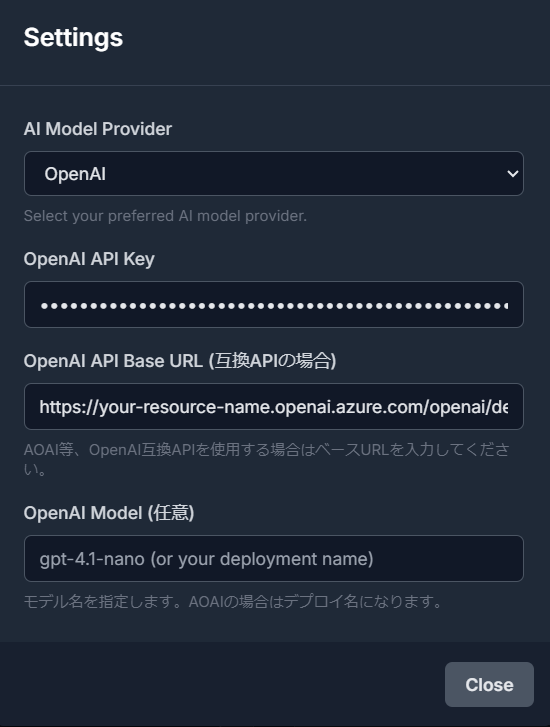 Settings
AI Model Provider
OpenAI
Select your preferred AI model provider.
OpenAI API Key
OpenAI API Base URL (互換APIの場合)
https://your-resource-name.openai.azure.com/openai/de
AOAI等、OpenAI互換APIを使用する場合はベースURLを入力してくださ
い。
OpenAI Model (任意)
gpt-4.1-nano (or your deployment name)
モデル名を指定します。AOAIの場合はデプロイ名になります。
Close